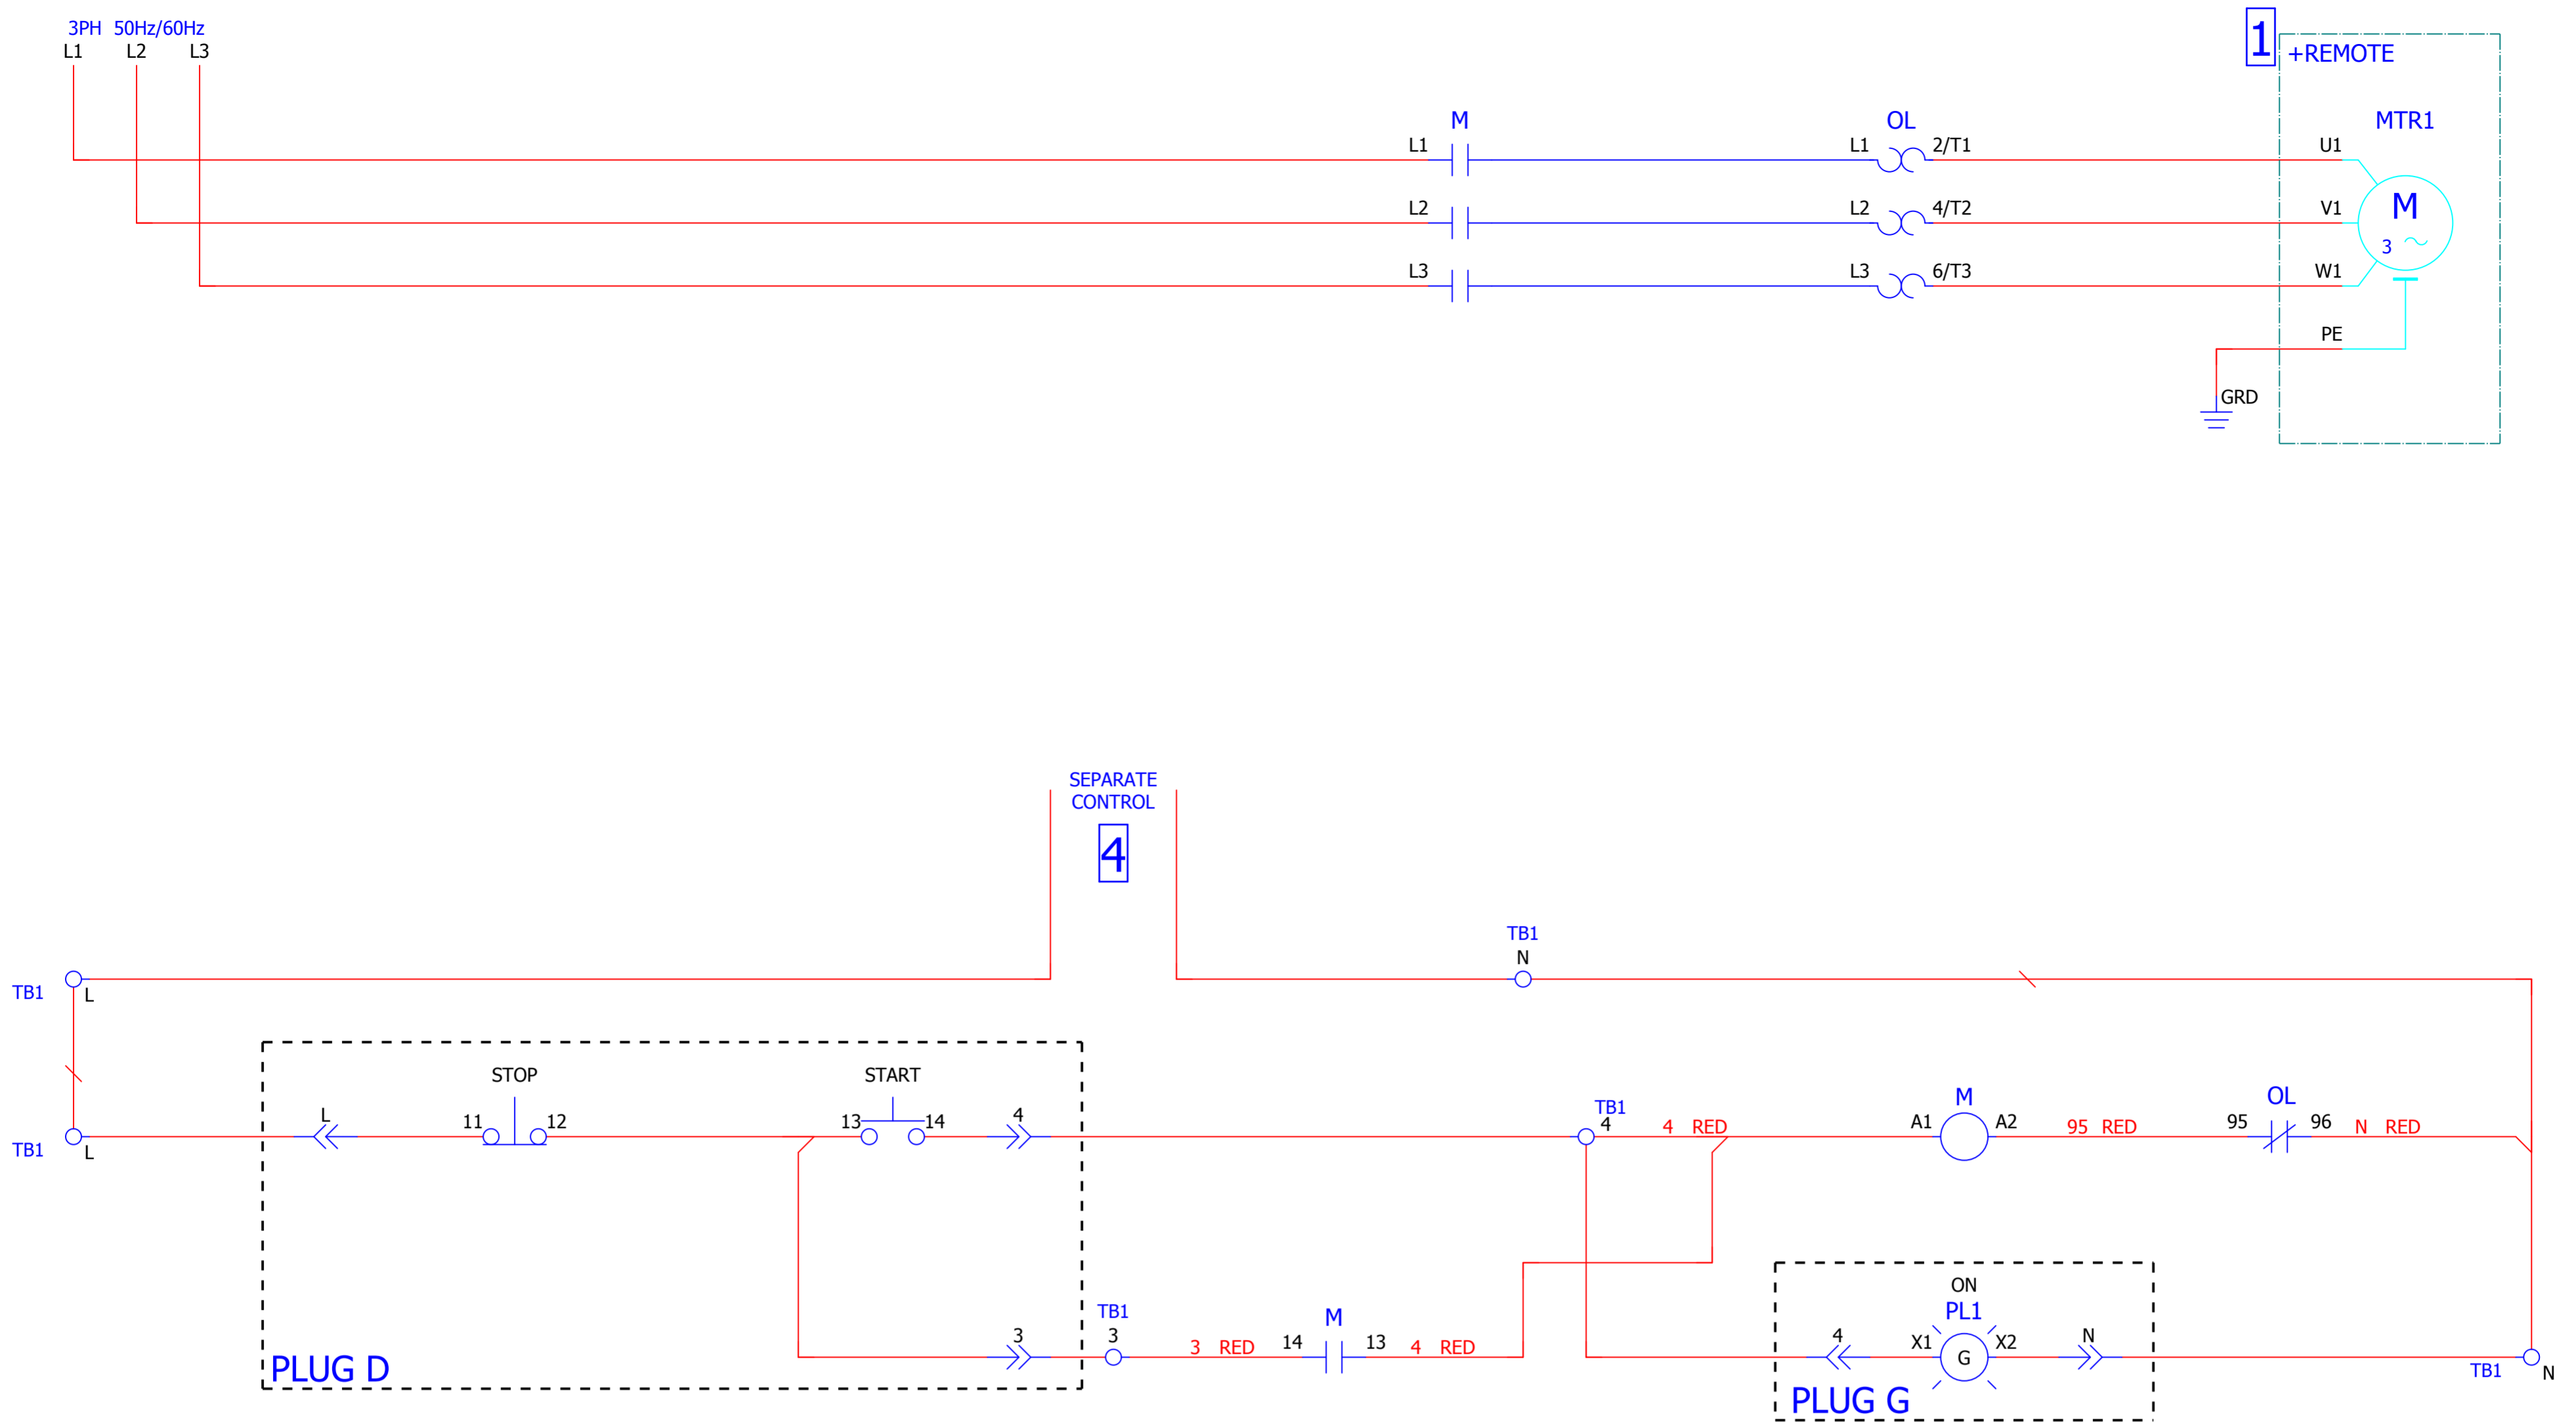 3PH 50Hz/60Hz
L1 L2 L3
1
+REMOTE
M OL MTR1
L1 L1 2/T1 U1
L2 L2 4/T2 V1
M
3
L3 L3 6/T3 W1
PE
GRD
SEPARATE
CONTROL
4
TB1
N
TB1 L
STOP START
L 11 12 13 14 4
TB1 L
TB1
4
4 RED
M
A1 A2
95 RED
OL
95 96
N RED
3
TB1
3
3 RED
M
14 13
4 RED
PLUG D
ON
PL1
4 X1 G X2 N
PLUG G
TB1 N